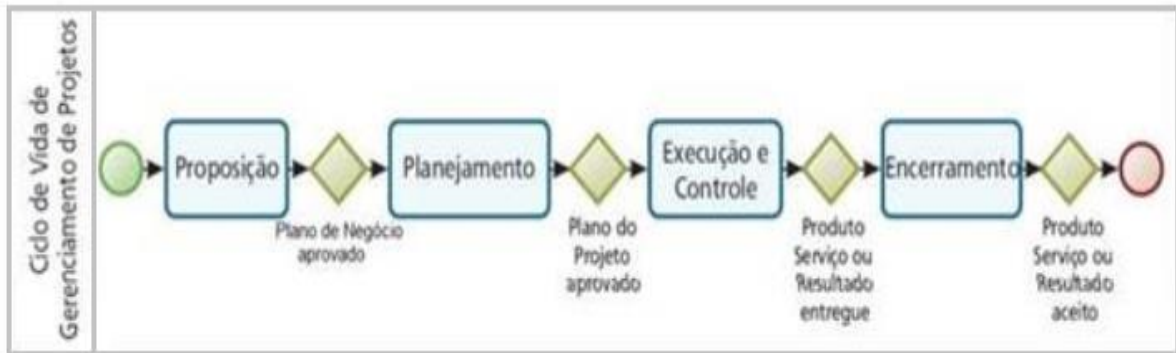 Ciclo de Vida de
Gerenciamento de Projetos
Proposição
Plano de Negócio
aprovado
Planejamento
Plano do
Projeto
aprovado
Execução e
Controle
Produto
Serviço ou
Resultado
entregue
Encerramento
Produto
Serviço ou
Resultado
aceito